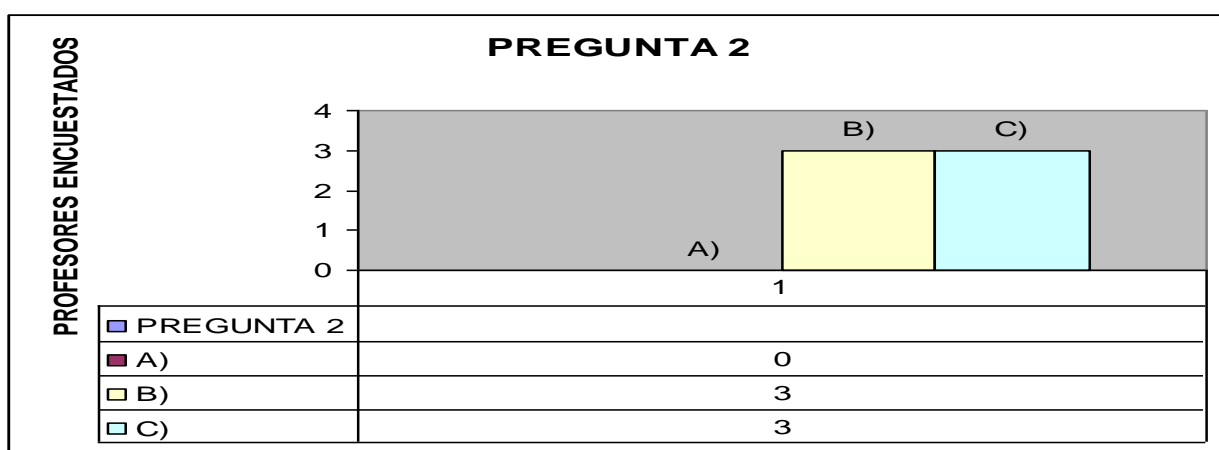 PREGUNTA 2
PROFESORES ENCUESTADOS
4
3
2
1
0
A)
B)
C)
1
PREGUNTA 2
A) 0
B) 3
C) 3